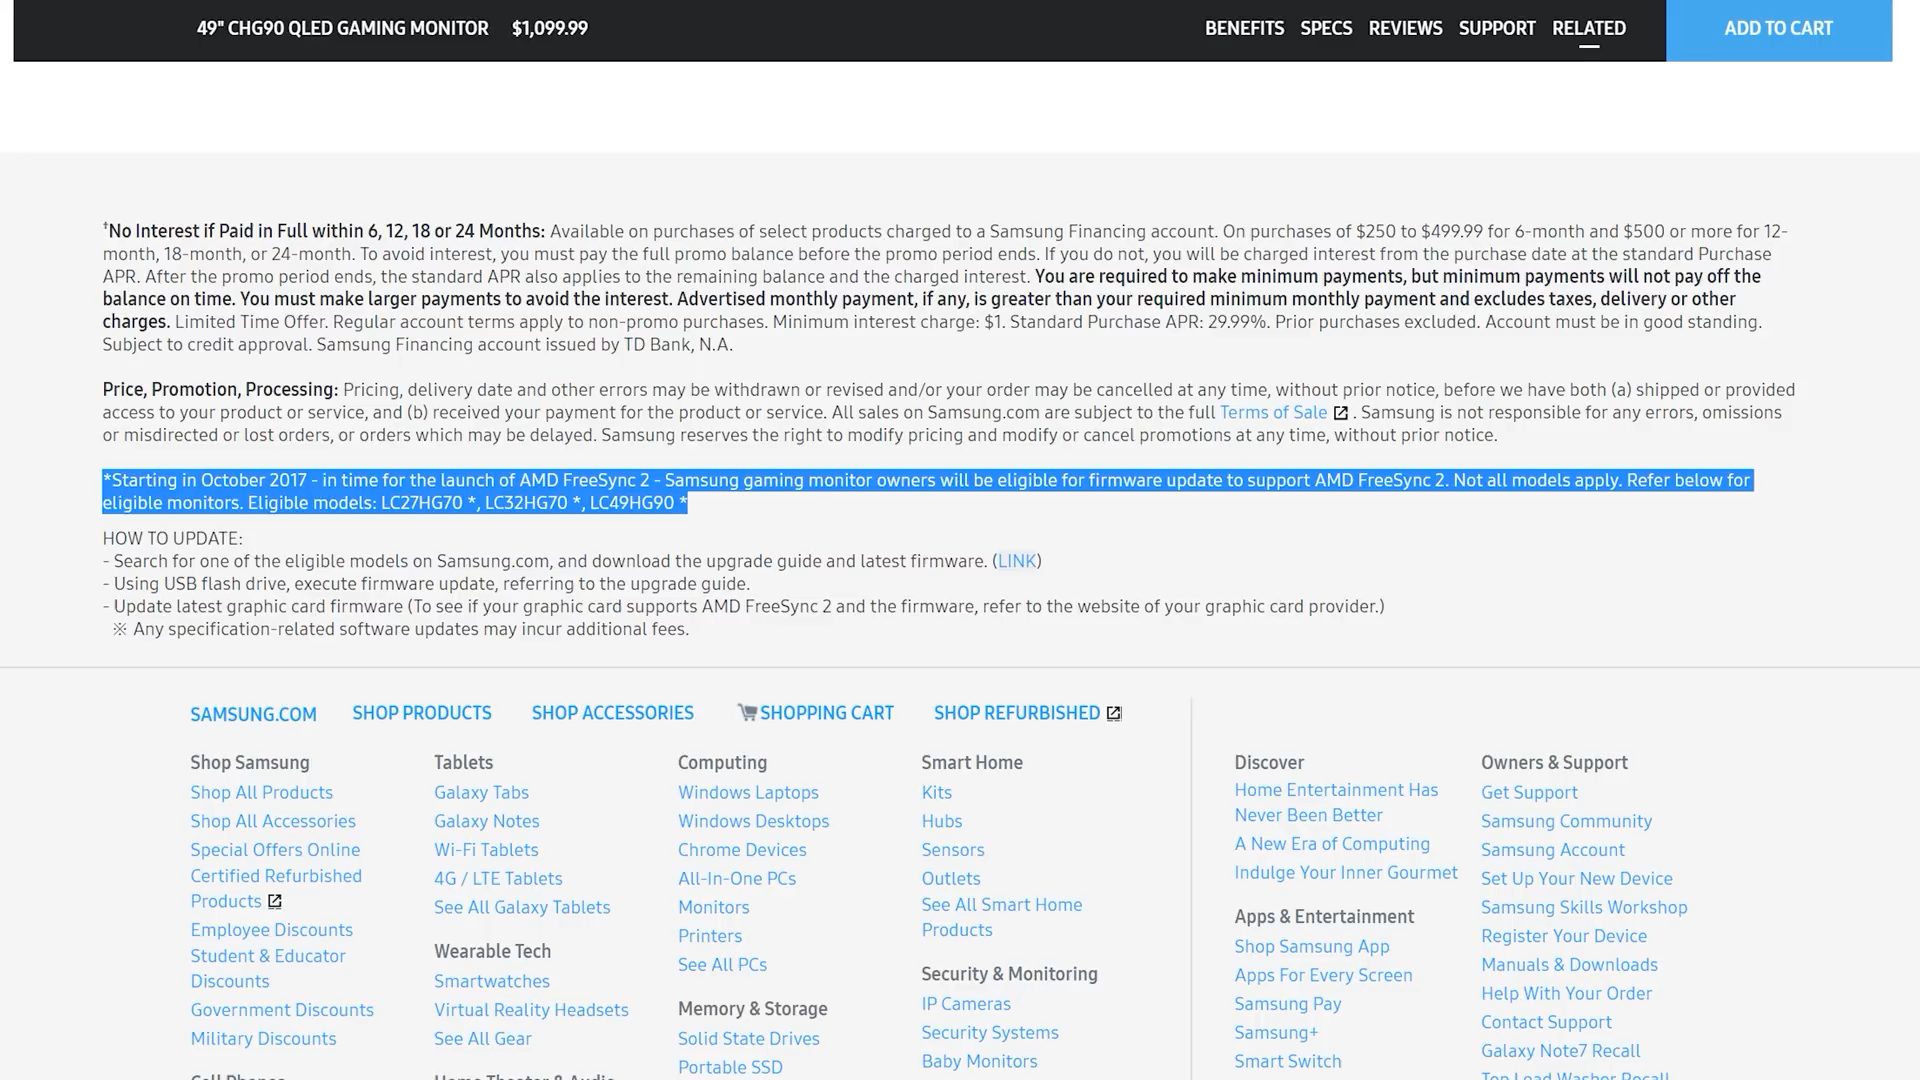 49" CHG90 QLED GAMING MONITOR $1,099.99 BENEFITS SPECS REVIEWS SUPPORT RELATED ADD TO CART
†No Interest if Paid in Full within 6, 12, 18 or 24 Months: Available on purchases of select products charged to a Samsung Financing account. On purchases of $250 to $499.99 for 6-month and $500 or more for 12-
month, 18-month, or 24-month. To avoid interest, you must pay the full promo balance before the promo period ends. If you do not, you will be charged interest from the purchase date at the standard Purchase
APR. After the promo period ends, the standard APR also applies to the remaining balance and the charged interest. You are required to make minimum payments, but minimum payments will not pay off the
balance on time. You must make larger payments to avoid the interest. Advertised monthly payment, if any, is greater than your required minimum monthly payment and excludes taxes, delivery or other
charges. Limited Time Offer. Regular account terms apply to non-promo purchases. Minimum interest charge: $1. Standard Purchase APR: 29.99%. Prior purchases excluded. Account must be in good standing.
Subject to credit approval. Samsung Financing account issued by TD Bank, N.A.
Price, Promotion, Processing: Pricing, delivery date and other errors may be withdrawn or revised and/or your order may be cancelled at any time, without prior notice, before we have both (a) shipped or provided
access to your product or service, and (b) received your payment for the product or service. All sales on Samsung.com are subject to the full Terms of Sale . Samsung is not responsible for any errors, omissions
or misdirected or lost orders, or orders which may be delayed. Samsung reserves the right to modify pricing and modify or cancel promotions at any time, without prior notice.
*Starting in October 2017 - in time for the launch of AMD FreeSync 2 - Samsung gaming monitor owners will be eligible for firmware update to support AMD FreeSync 2. Not all models apply. Refer below for
eligible monitors. Eligible models: LC27HG70 *, LC32HG70 *, LC49HG90 *
HOW TO UPDATE:
- Search for one of the eligible models on Samsung.com, and download the upgrade guide and latest firmware. (LINK)
- Using USB flash drive, execute firmware update, referring to the upgrade guide.
- Update latest graphic card firmware (To see if your graphic card supports AMD FreeSync 2 and the firmware, refer to the website of your graphic card provider.)
※ Any specification-related software updates may incur additional fees.
SAMSUNG.COM SHOP PRODUCTS SHOP ACCESSORIES SHOPPING CART SHOP REFURBISHED
Shop Samsung
Shop All Products
Shop All Accessories
Special Offers Online
Certified Refurbished
Products
Employee Discounts
Student & Educator
Discounts
Government Discounts
Military Discounts
Cell Phones
Tablets
Galaxy Tabs
Galaxy Notes
Wi-Fi Tablets
4G / LTE Tablets
See All Galaxy Tablets
Wearable Tech
Smartwatches
Virtual Reality Headsets
See All Gear
Home Theater & Audio
Computing
Windows Laptops
Windows Desktops
Chrome Devices
All-In-One PCs
Monitors
Printers
See All PCs
Memory & Storage
Solid State Drives
Portable SSD
Smart Home
Kits
Hubs
Sensors
Outlets
See All Smart Home
Products
Security & Monitoring
IP Cameras
Security Systems
Baby Monitors
Discover
Home Entertainment Has
Never Been Better
A New Era of Computing
Indulge Your Inner Gourmet
Apps & Entertainment
Shop Samsung App
Apps For Every Screen
Samsung Pay
Samsung+
Smart Switch
Owners & Support
Get Support
Samsung Community
Samsung Account
Set Up Your New Device
Samsung Skills Workshop
Register Your Device
Manuals & Downloads
Help With Your Order
Contact Support
Galaxy Note7 Recall
Top Load Washer Recall